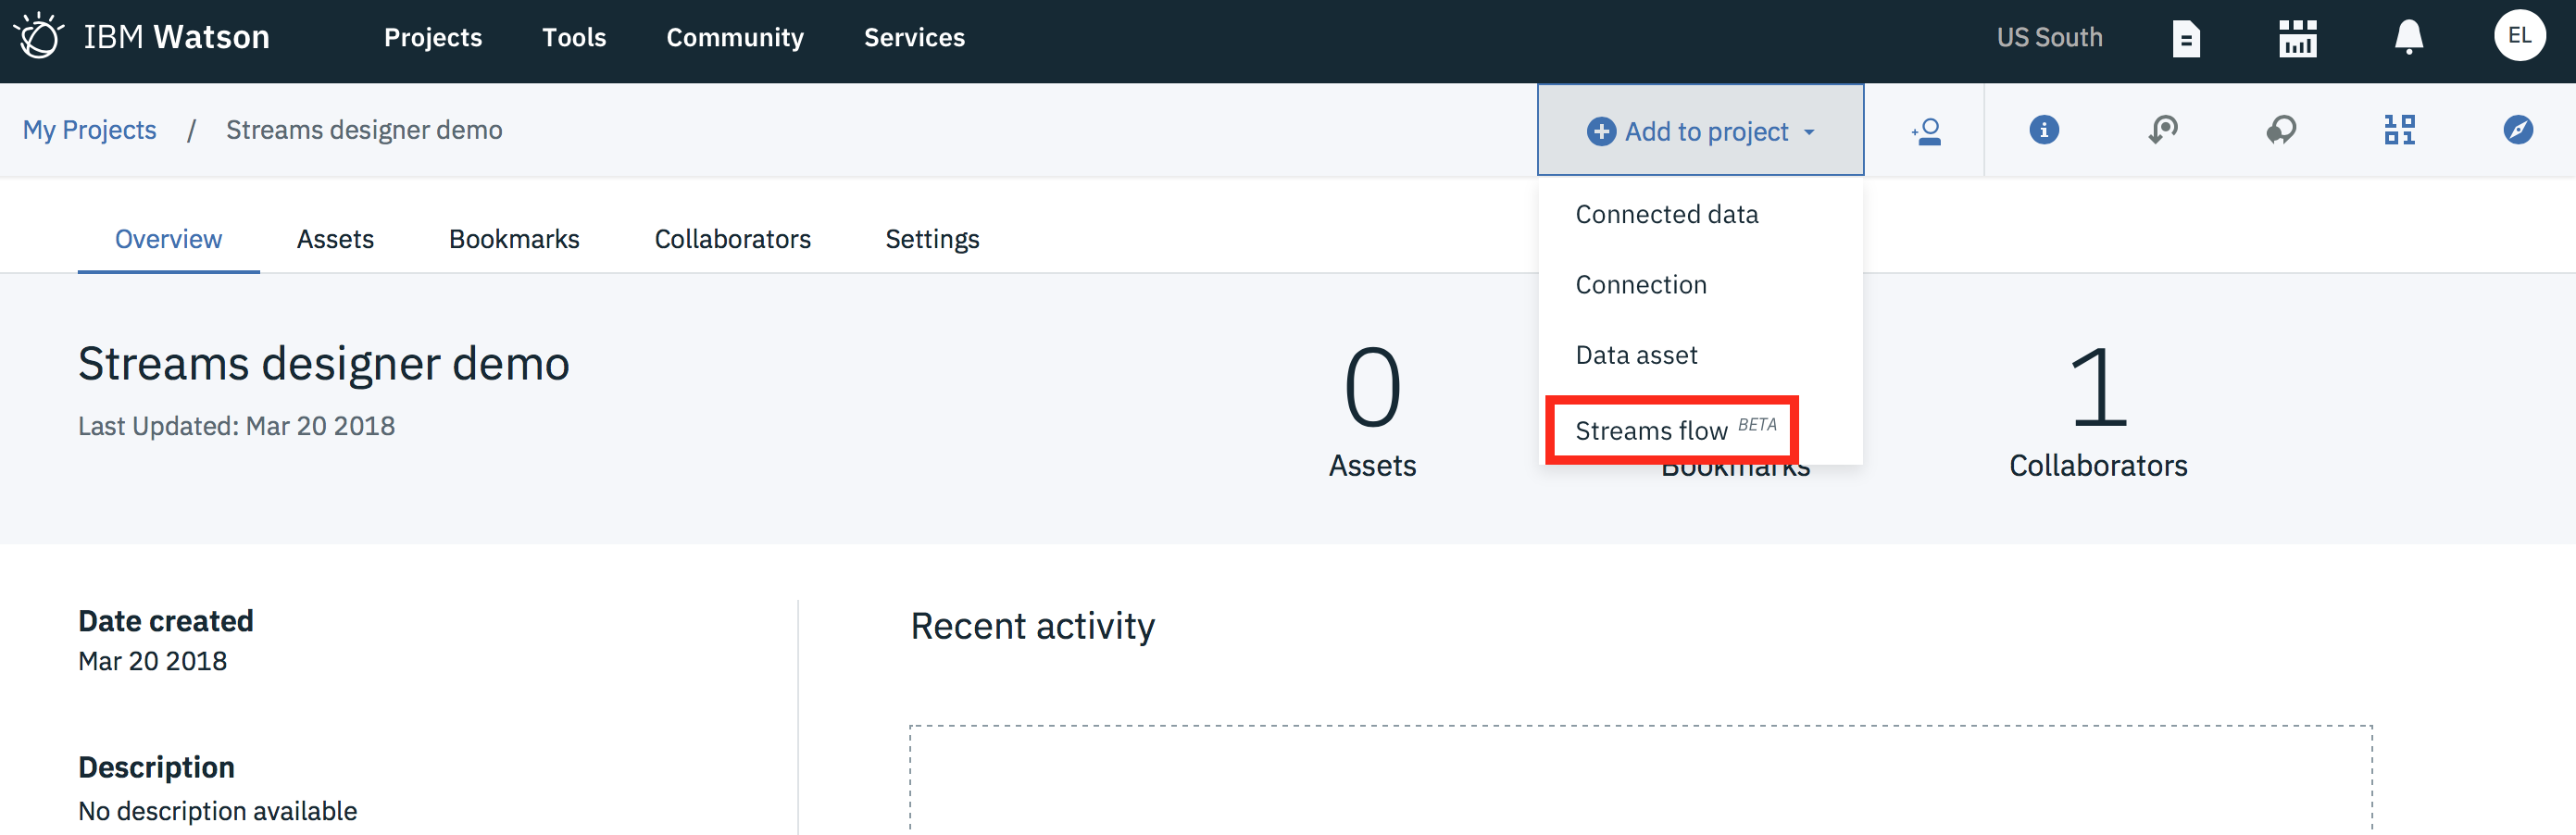 IBM Watson Projects Tools Community Services US South EL
My Projects / Streams designer demo Add to project
Connected data
Overview Assets Bookmarks Collaborators Settings
Connection
Data asset
Streams flow BETA
Streams designer demo
Last Updated: Mar 20 2018
0 1
Assets Bookmarks Collaborators
Date created
Mar 20 2018
Recent activity
Description
No description available